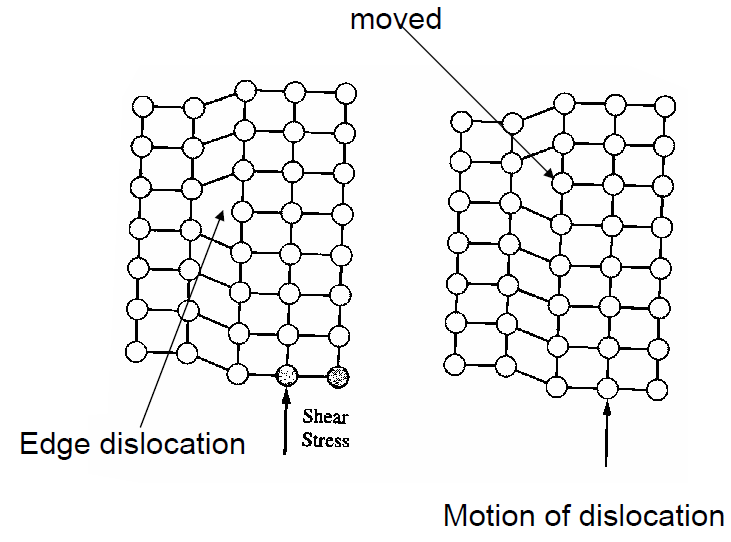 moved
Edge dislocation
Shear
Stress
Motion of dislocation